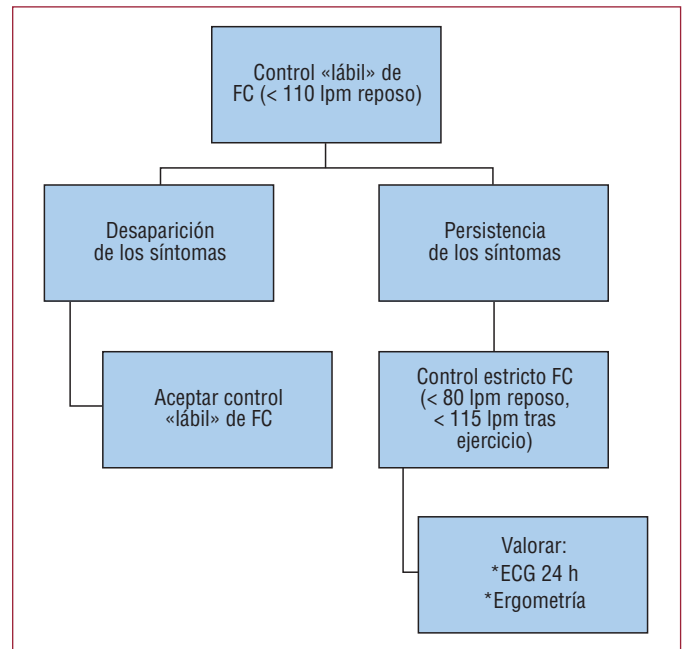 Control «lábil» de
FC (< 110 lpm reposo)
Desaparición
de los síntomas
Persistencia
de los síntomas
Aceptar control
«lábil» de FC
Control estricto FC
(< 80 lpm reposo,
< 115 lpm tras
ejercicio)
Valorar:
*ECG 24 h
*Ergometría